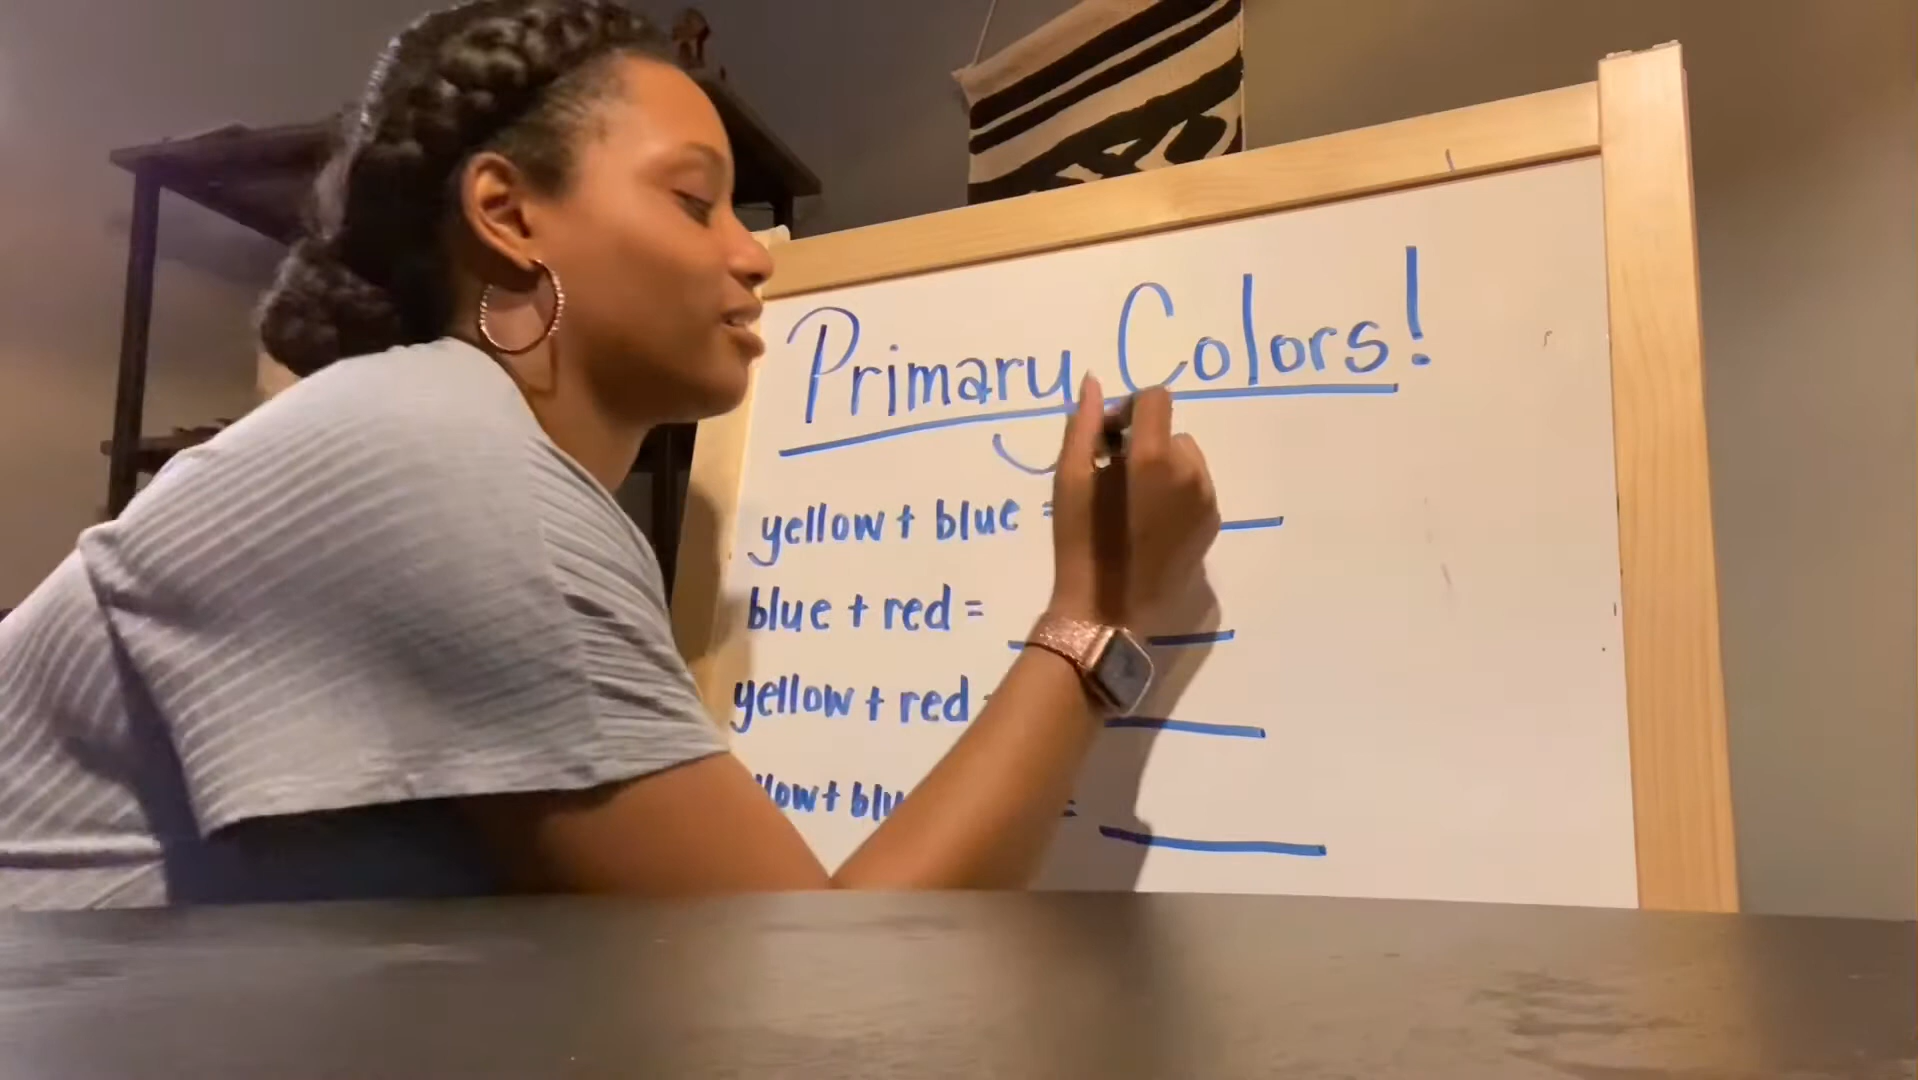 Primary Colors!
yellow + blue =
blue + red =
yellow + red